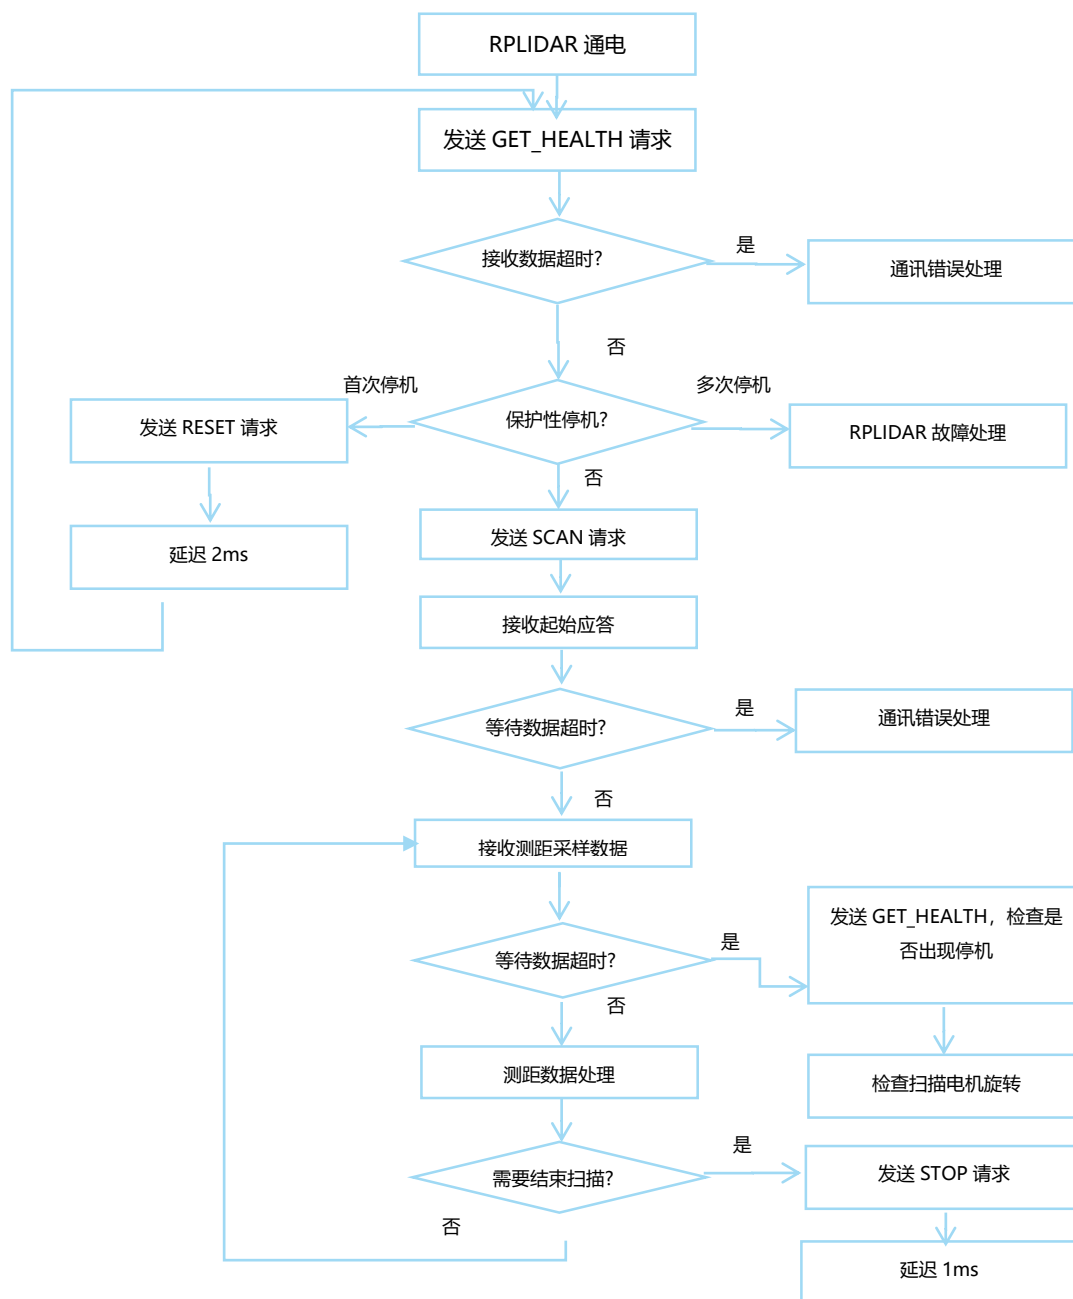 RPLIDAR 通电
发送 GET_HEALTH 请求
接收数据超时?
是
通讯错误处理
否
首次停机
多次停机
发送 RESET 请求
保护性停机?
RPLIDAR 故障处理
否
发送 SCAN 请求
延迟 2ms
接收起始应答
等待数据超时?
是
通讯错误处理
否
接收测距采样数据
发送 GET_HEALTH，检查是
否出现停机
等待数据超时?
是
否
测距数据处理
检查扫描电机旋转
需要结束扫描?
是
发送 STOP 请求
否
延迟 1ms